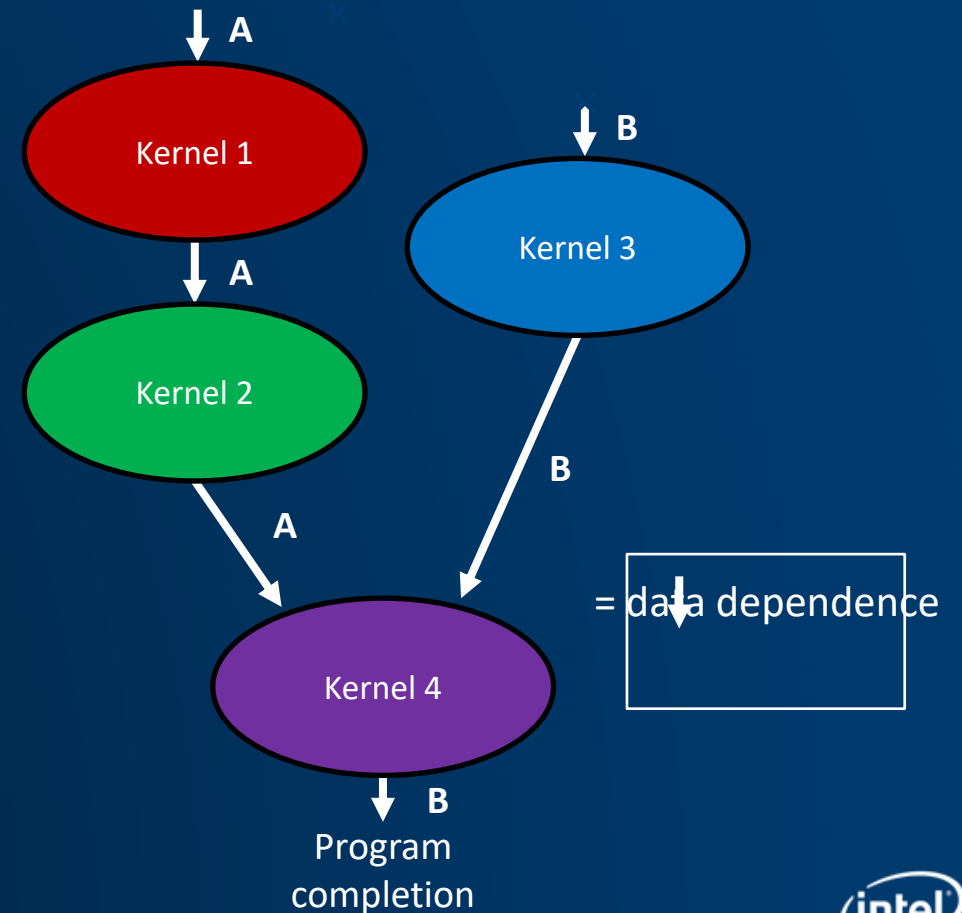 A
Kernel 1
B
Kernel 3
A
Kernel 2
B
A
= data dependence
Kernel 4
B
Program
completion
intel